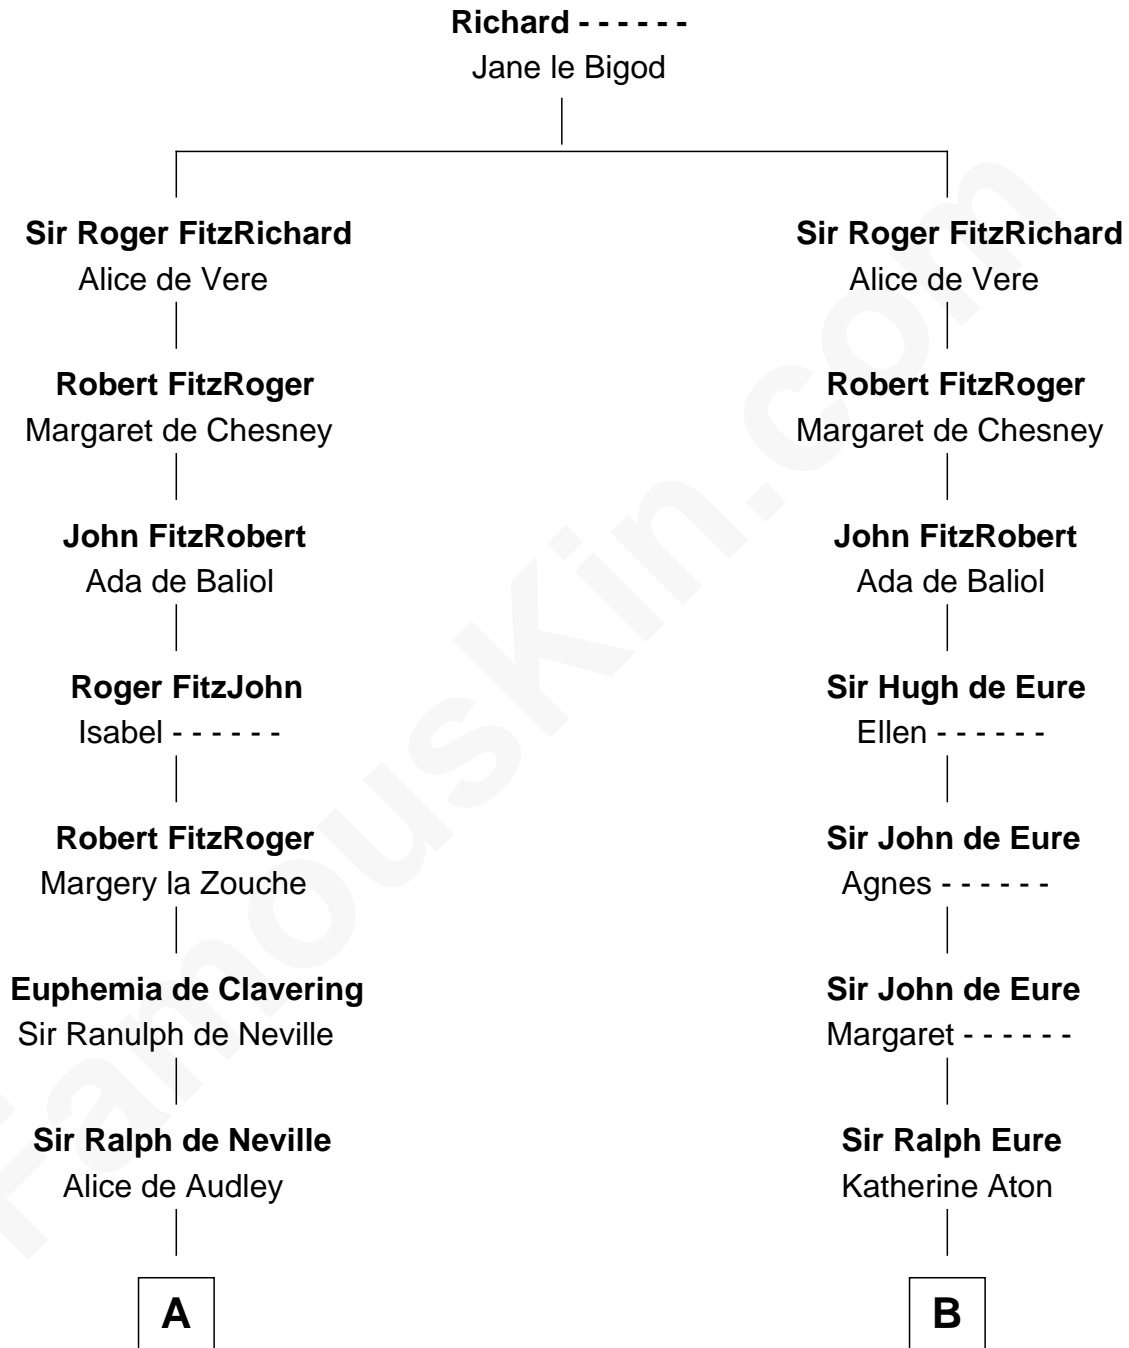 Richard - - - - - -
Jane le Bigod
Sir Roger FitzRichard
Alice de Vere
Robert FitzRoger
Margaret de Chesney
John FitzRobert
Ada de Baliol
Roger FitzJohn
Isabel - - - - - -
Robert FitzRoger
Margery la Zouche
Euphemia de Clavering
Sir Ranulph de Neville
Sir Ralph de Neville
Alice de Audley
A
Sir Roger FitzRichard
Alice de Vere
Robert FitzRoger
Margaret de Chesney
John FitzRobert
Ada de Baliol
Sir Hugh de Eure
Ellen - - - - - -
Sir John de Eure
Agnes - - - - - -
Sir John de Eure
Margaret - - - - - -
Sir Ralph Eure
Katherine Aton
B
FamousKin.com